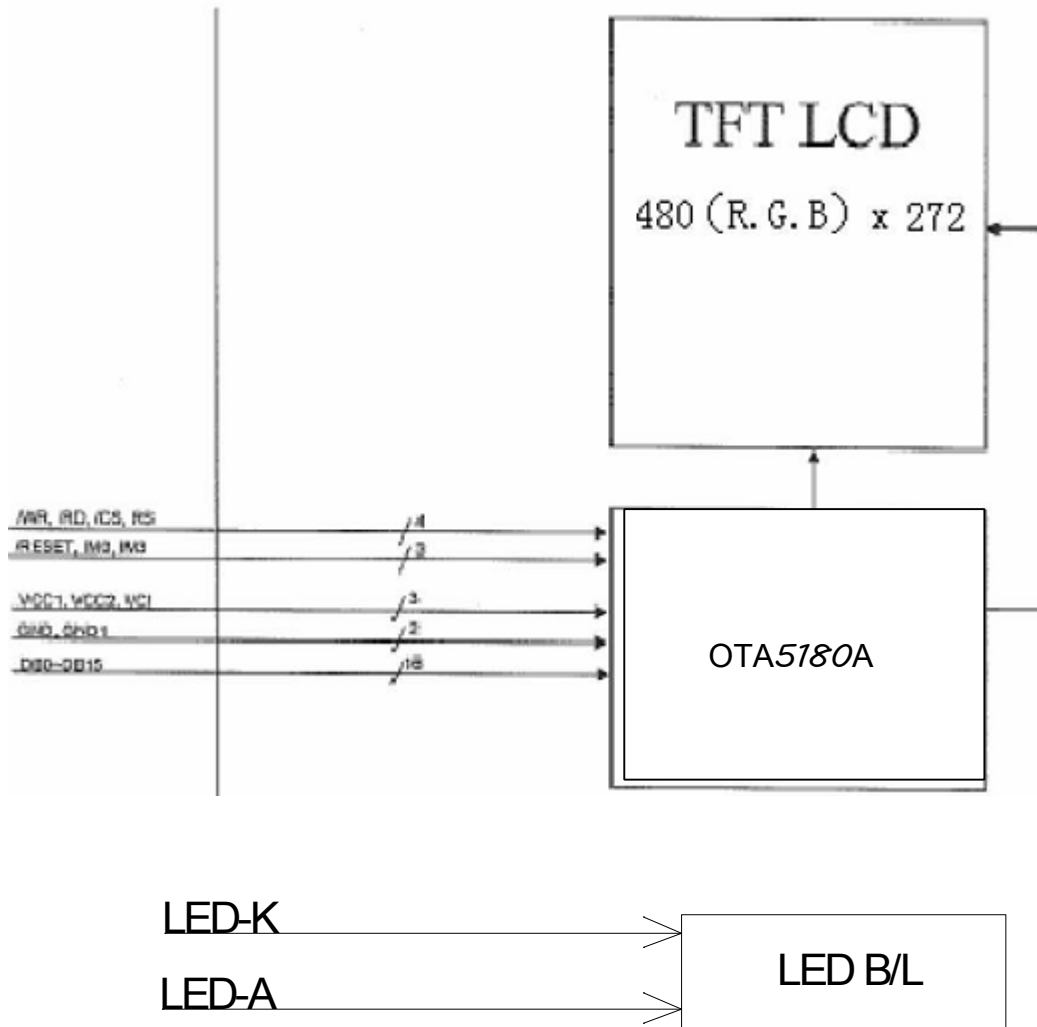 TFT LCD
480 (R.G.B) x 272
/WR, /RD, /CS, RS
4
/RESET, IM0, IM3
3
VCC1, VCC2, VCI
3
GND, GND1
2
DB0~DB15
16
OTA5180A
LED-K
LED B/L
LED-A